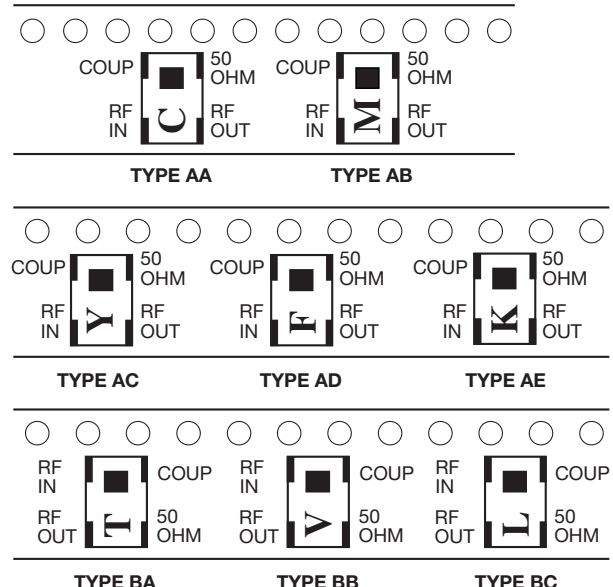 COUP 50 OHM COUP 50 OHM
RF IN C RF OUT RF IN M RF OUT
TYPE AA TYPE AB
COUP 50 OHM COUP 50 OHM COUP 50 OHM
RF IN Y RF OUT RF IN F RF OUT RF IN K RF OUT
TYPE AC TYPE AD TYPE AE
RF IN COUP RF IN COUP RF IN COUP
RF OUT T 50 OHM RF OUT V 50 OHM RF OUT L 50 OHM
TYPE BA TYPE BB TYPE BC